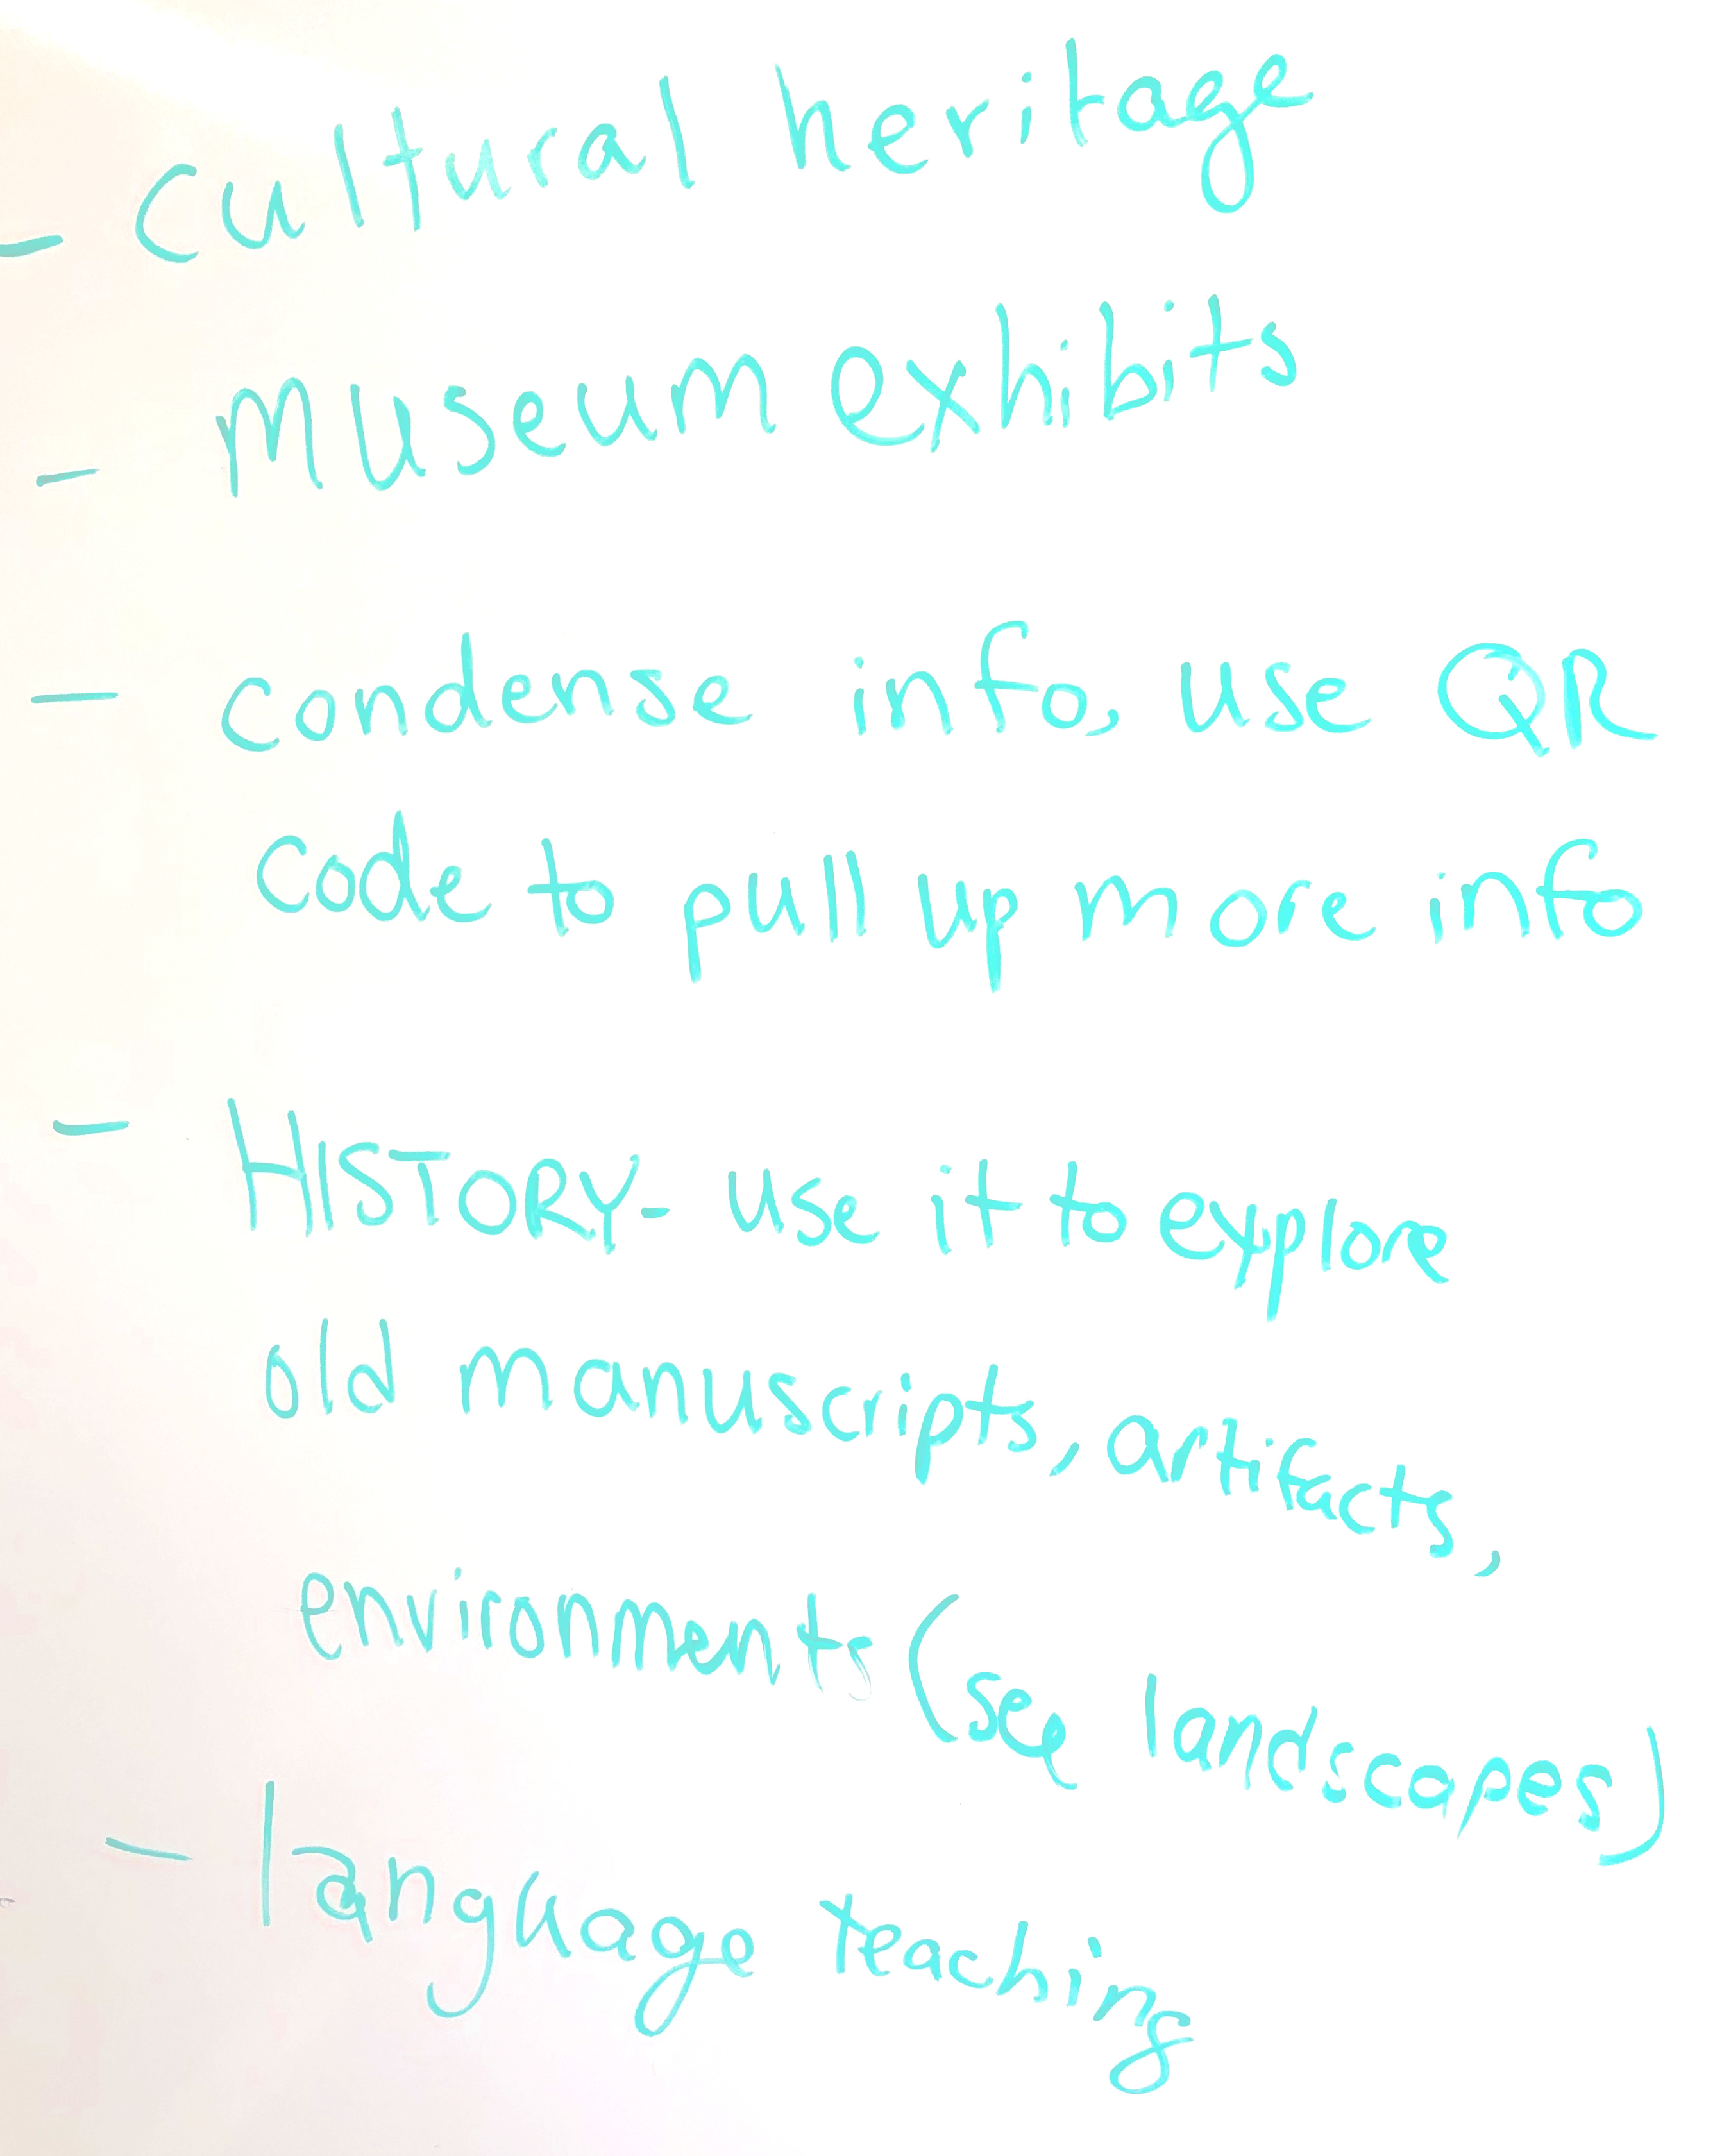 - Cultural heritage
- Museum exhibits
- condense info, use QR
code to pull up more info
- HISTORY - use it to explore
old manuscripts, artifacts,
environments (see landscapes)
- language teaching